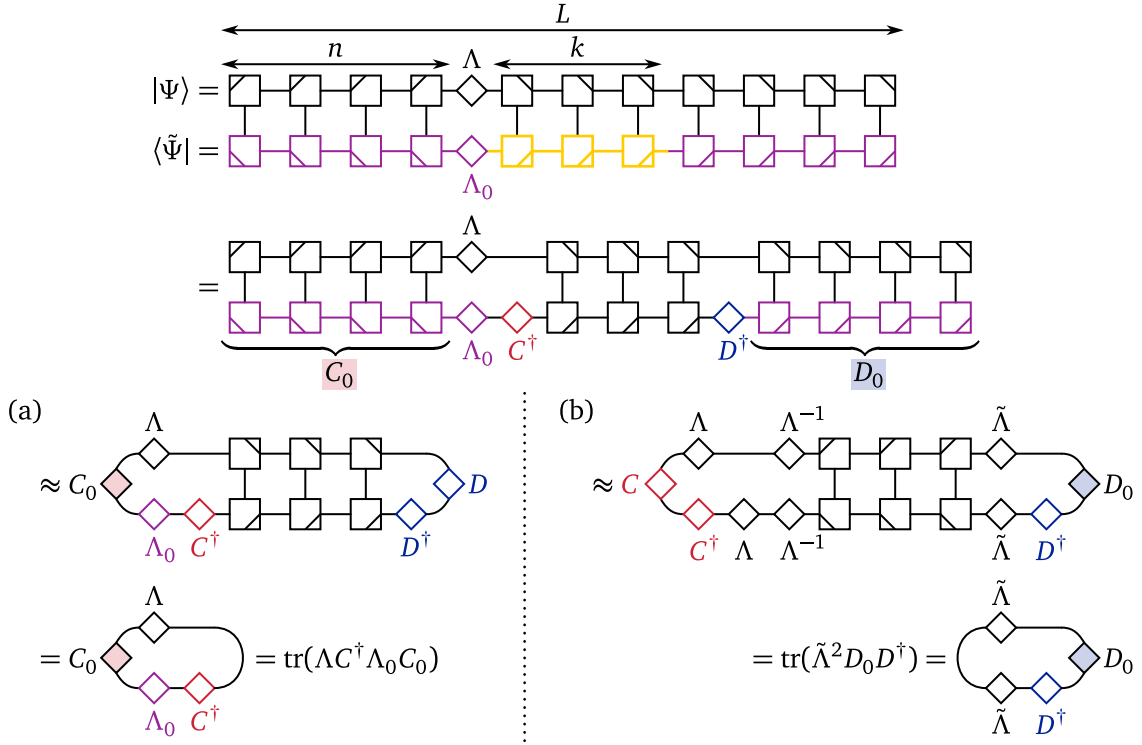 L
n k
Λ
|Ψ⟩ =
⟨Ψ̃| =
Λ₀
Λ
=
Λ₀ C† D†
C₀ D₀
(a) (b)
Λ Λ Λ⁻¹ Λ̃
≈ C₀ D ≈ C D₀
Λ₀ C† D† C† Λ Λ⁻¹ Λ̃ D†
Λ Λ̃
= C₀ = tr(ΛC†Λ₀C₀) = tr(Λ̃²D₀D†) = D₀
Λ₀ C† Λ̃ D†